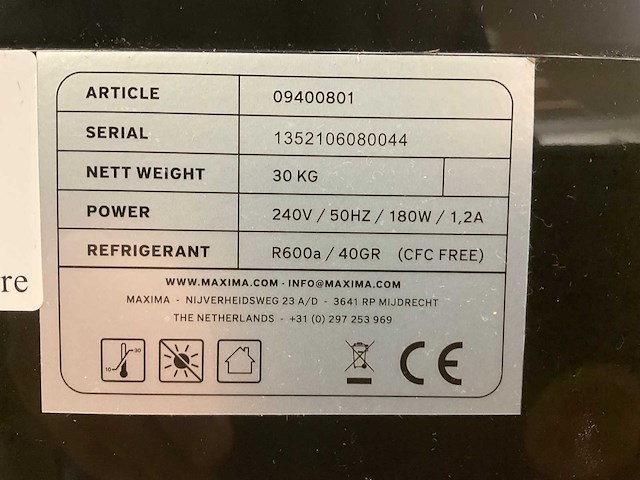 ARTICLE 09400801
SERIAL 1352106080044
NETT WEiGHT 30 KG
POWER 240V / 50HZ / 180W / 1,2A
REFRIGERANT R600a / 40GR (CFC FREE)
re
WWW.MAXIMA.COM - INFO@MAXIMA.COM
MAXIMA - NIJVERHEIDSWEG 23 A/D - 3641 RP MIJDRECHT
THE NETHERLANDS - +31 (0) 297 253 969
30
10
CE